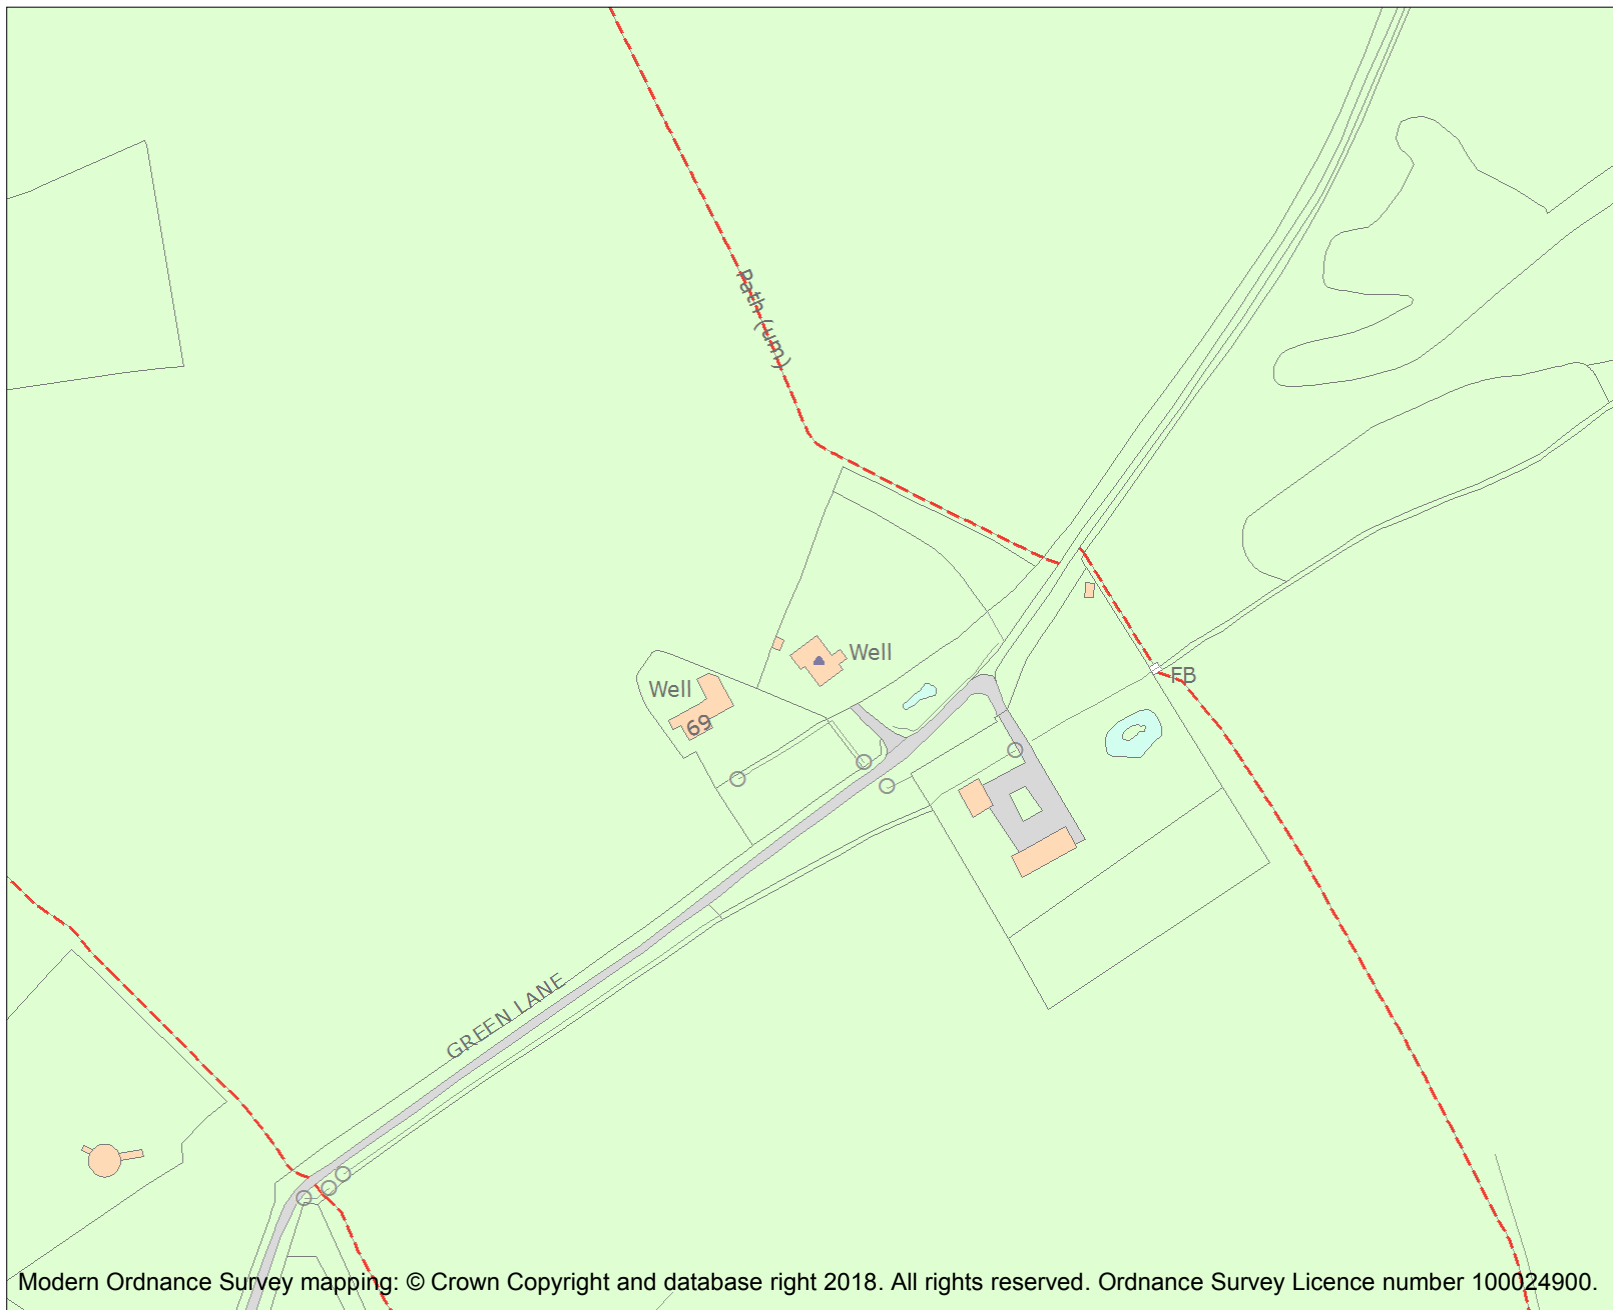 Path (um)
Well
Well
FB
69
GREEN LANE
Modern Ordnance Survey mapping: © Crown Copyright and database right 2018. All rights reserved. Ordnance Survey Licence number 100024900.